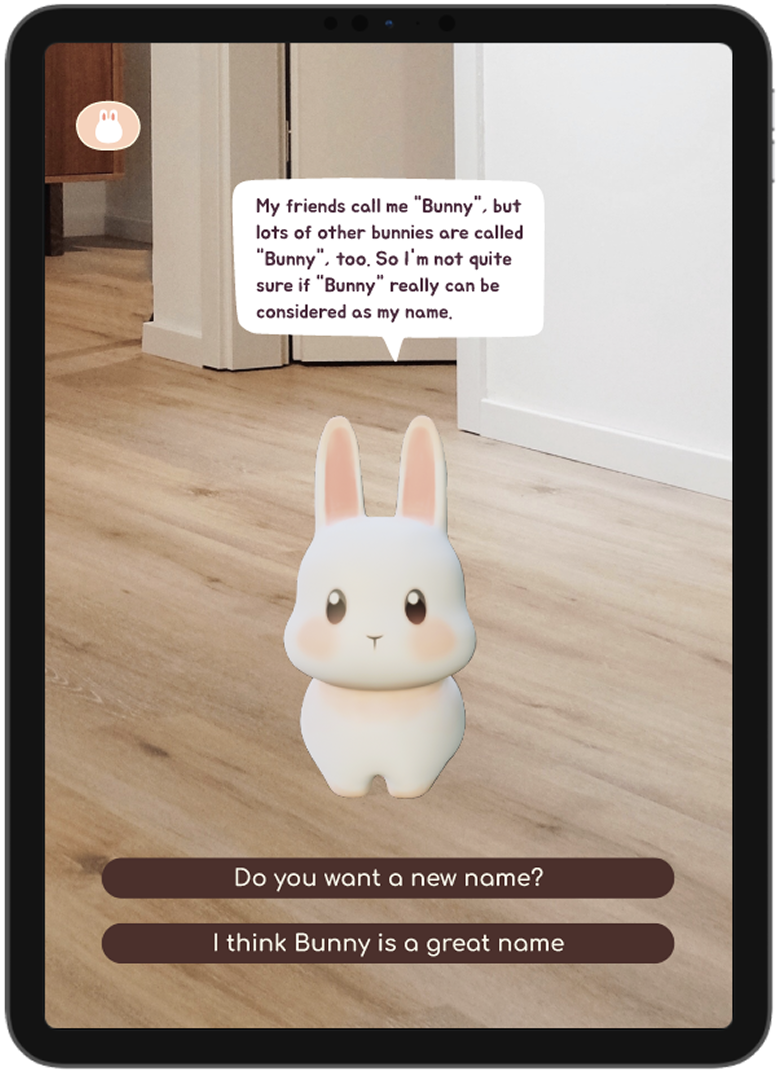 My friends call me "Bunny", but
lots of other bunnies are called
"Bunny", too. So I'm not quite
sure if "Bunny" really can be
considered as my name.
Do you want a new name?
I think Bunny is a great name